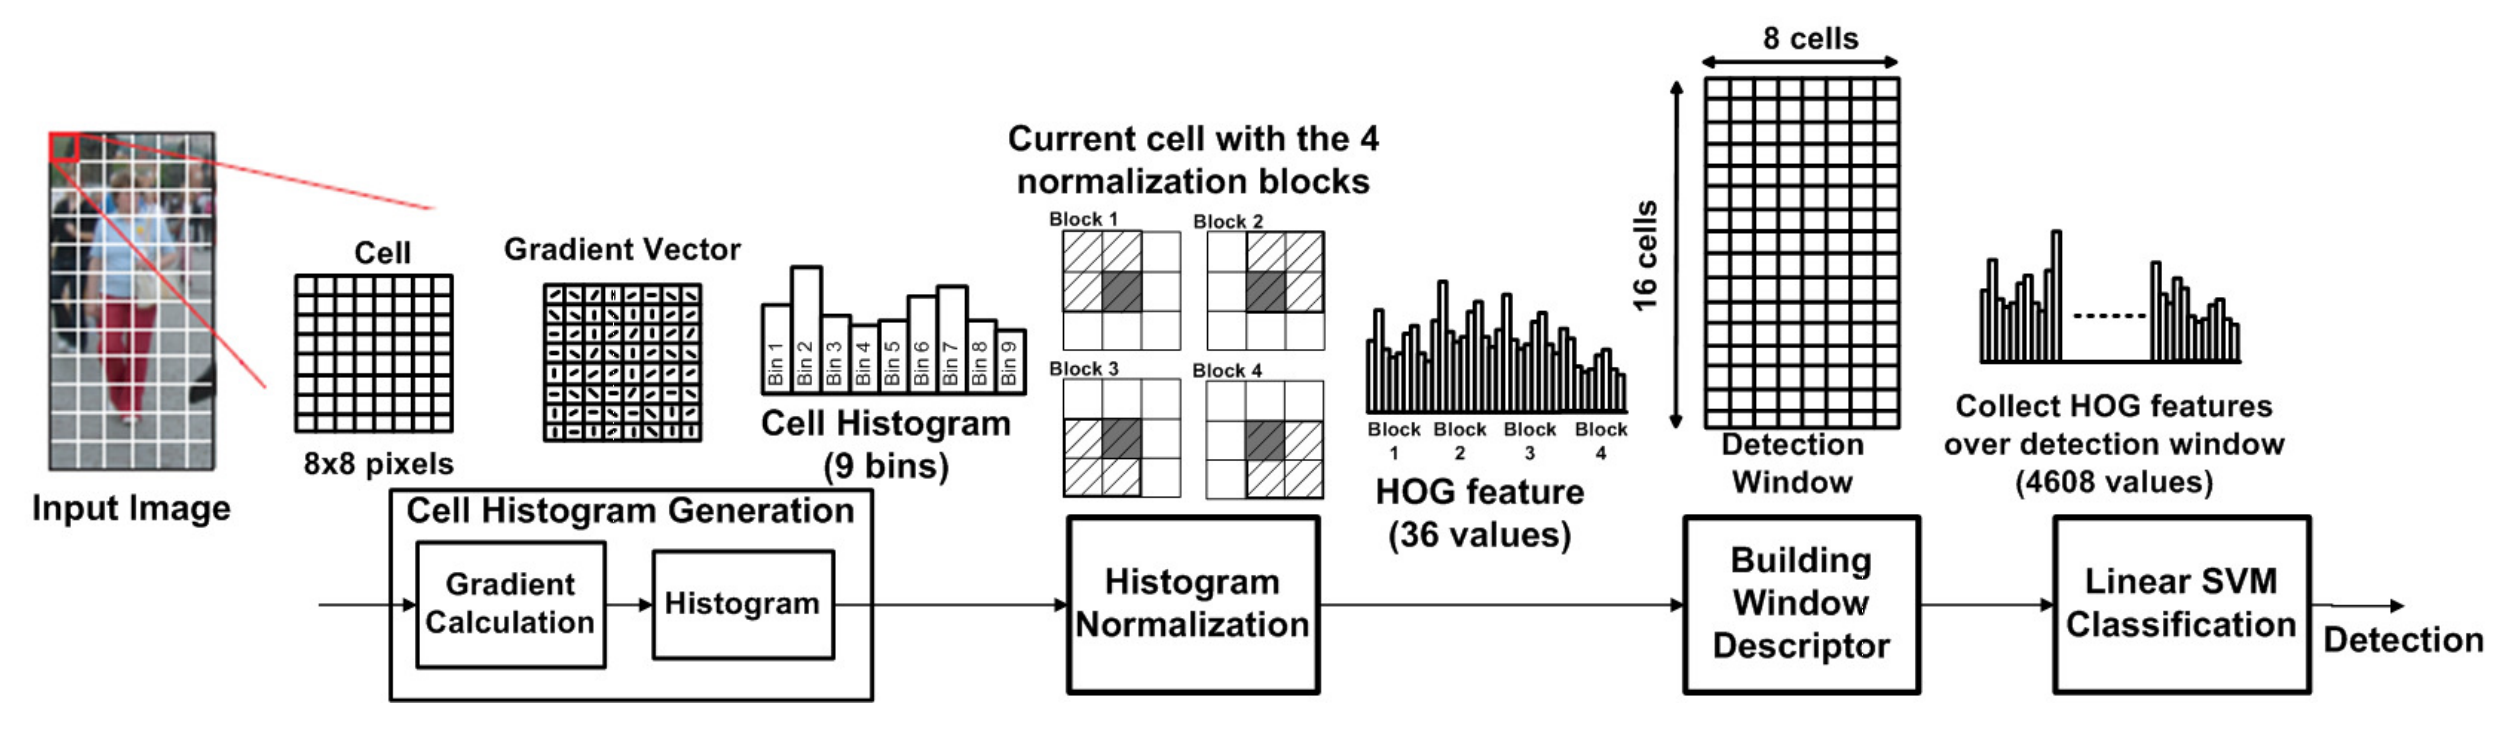 Input Image
Cell
8x8 pixels
Gradient Vector
Bin 1
Bin 2
Bin 3
Bin 4
Bin 5
Bin 6
Bin 7
Bin 8
Bin 9
Cell Histogram
(9 bins)
Cell Histogram Generation
Gradient
Calculation
Histogram
Current cell with the 4
normalization blocks
Block 1
Block 2
Block 3
Block 4
Histogram
Normalization
Block
1
Block
2
Block
3
Block
4
HOG feature
(36 values)
8 cells
16 cells
Detection
Window
Building
Window
Descriptor
Collect HOG features
over detection window
(4608 values)
Linear SVM
Classification
Detection